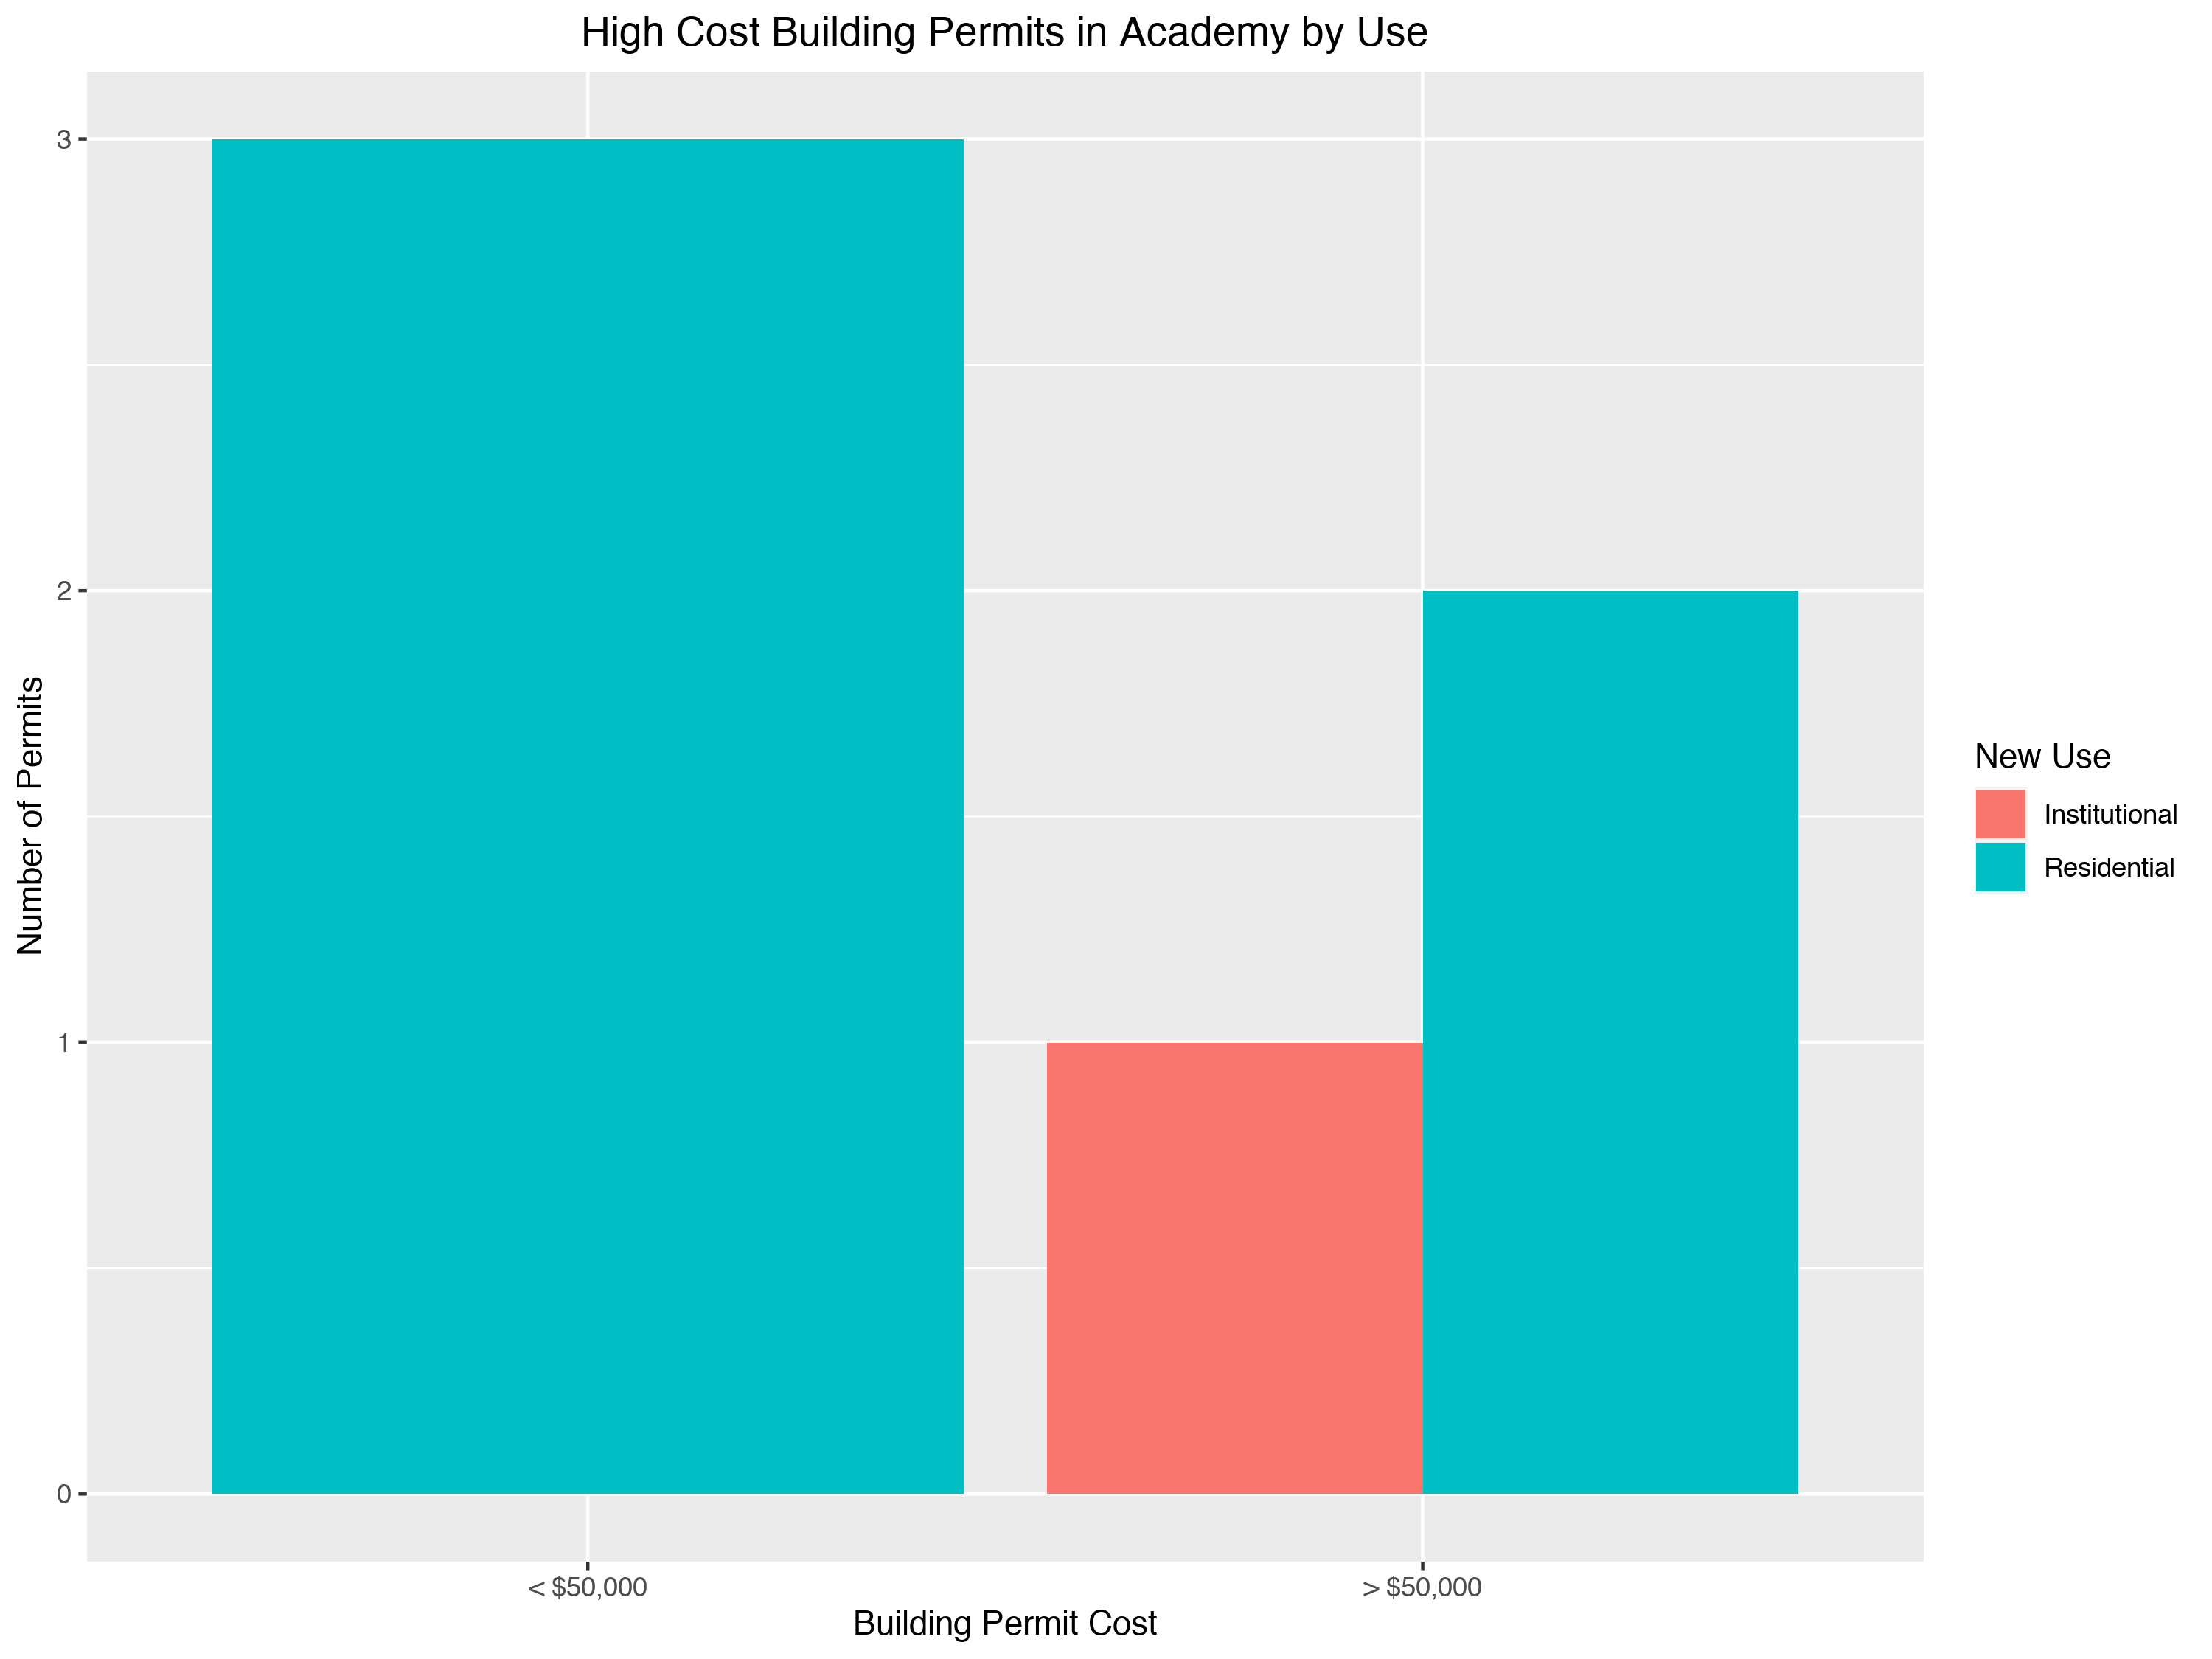 High Cost Building Permits in Academy by Use
Number of Permits
3
2
1
0
< $50,000
> $50,000
Building Permit Cost
New Use
Institutional
Residential